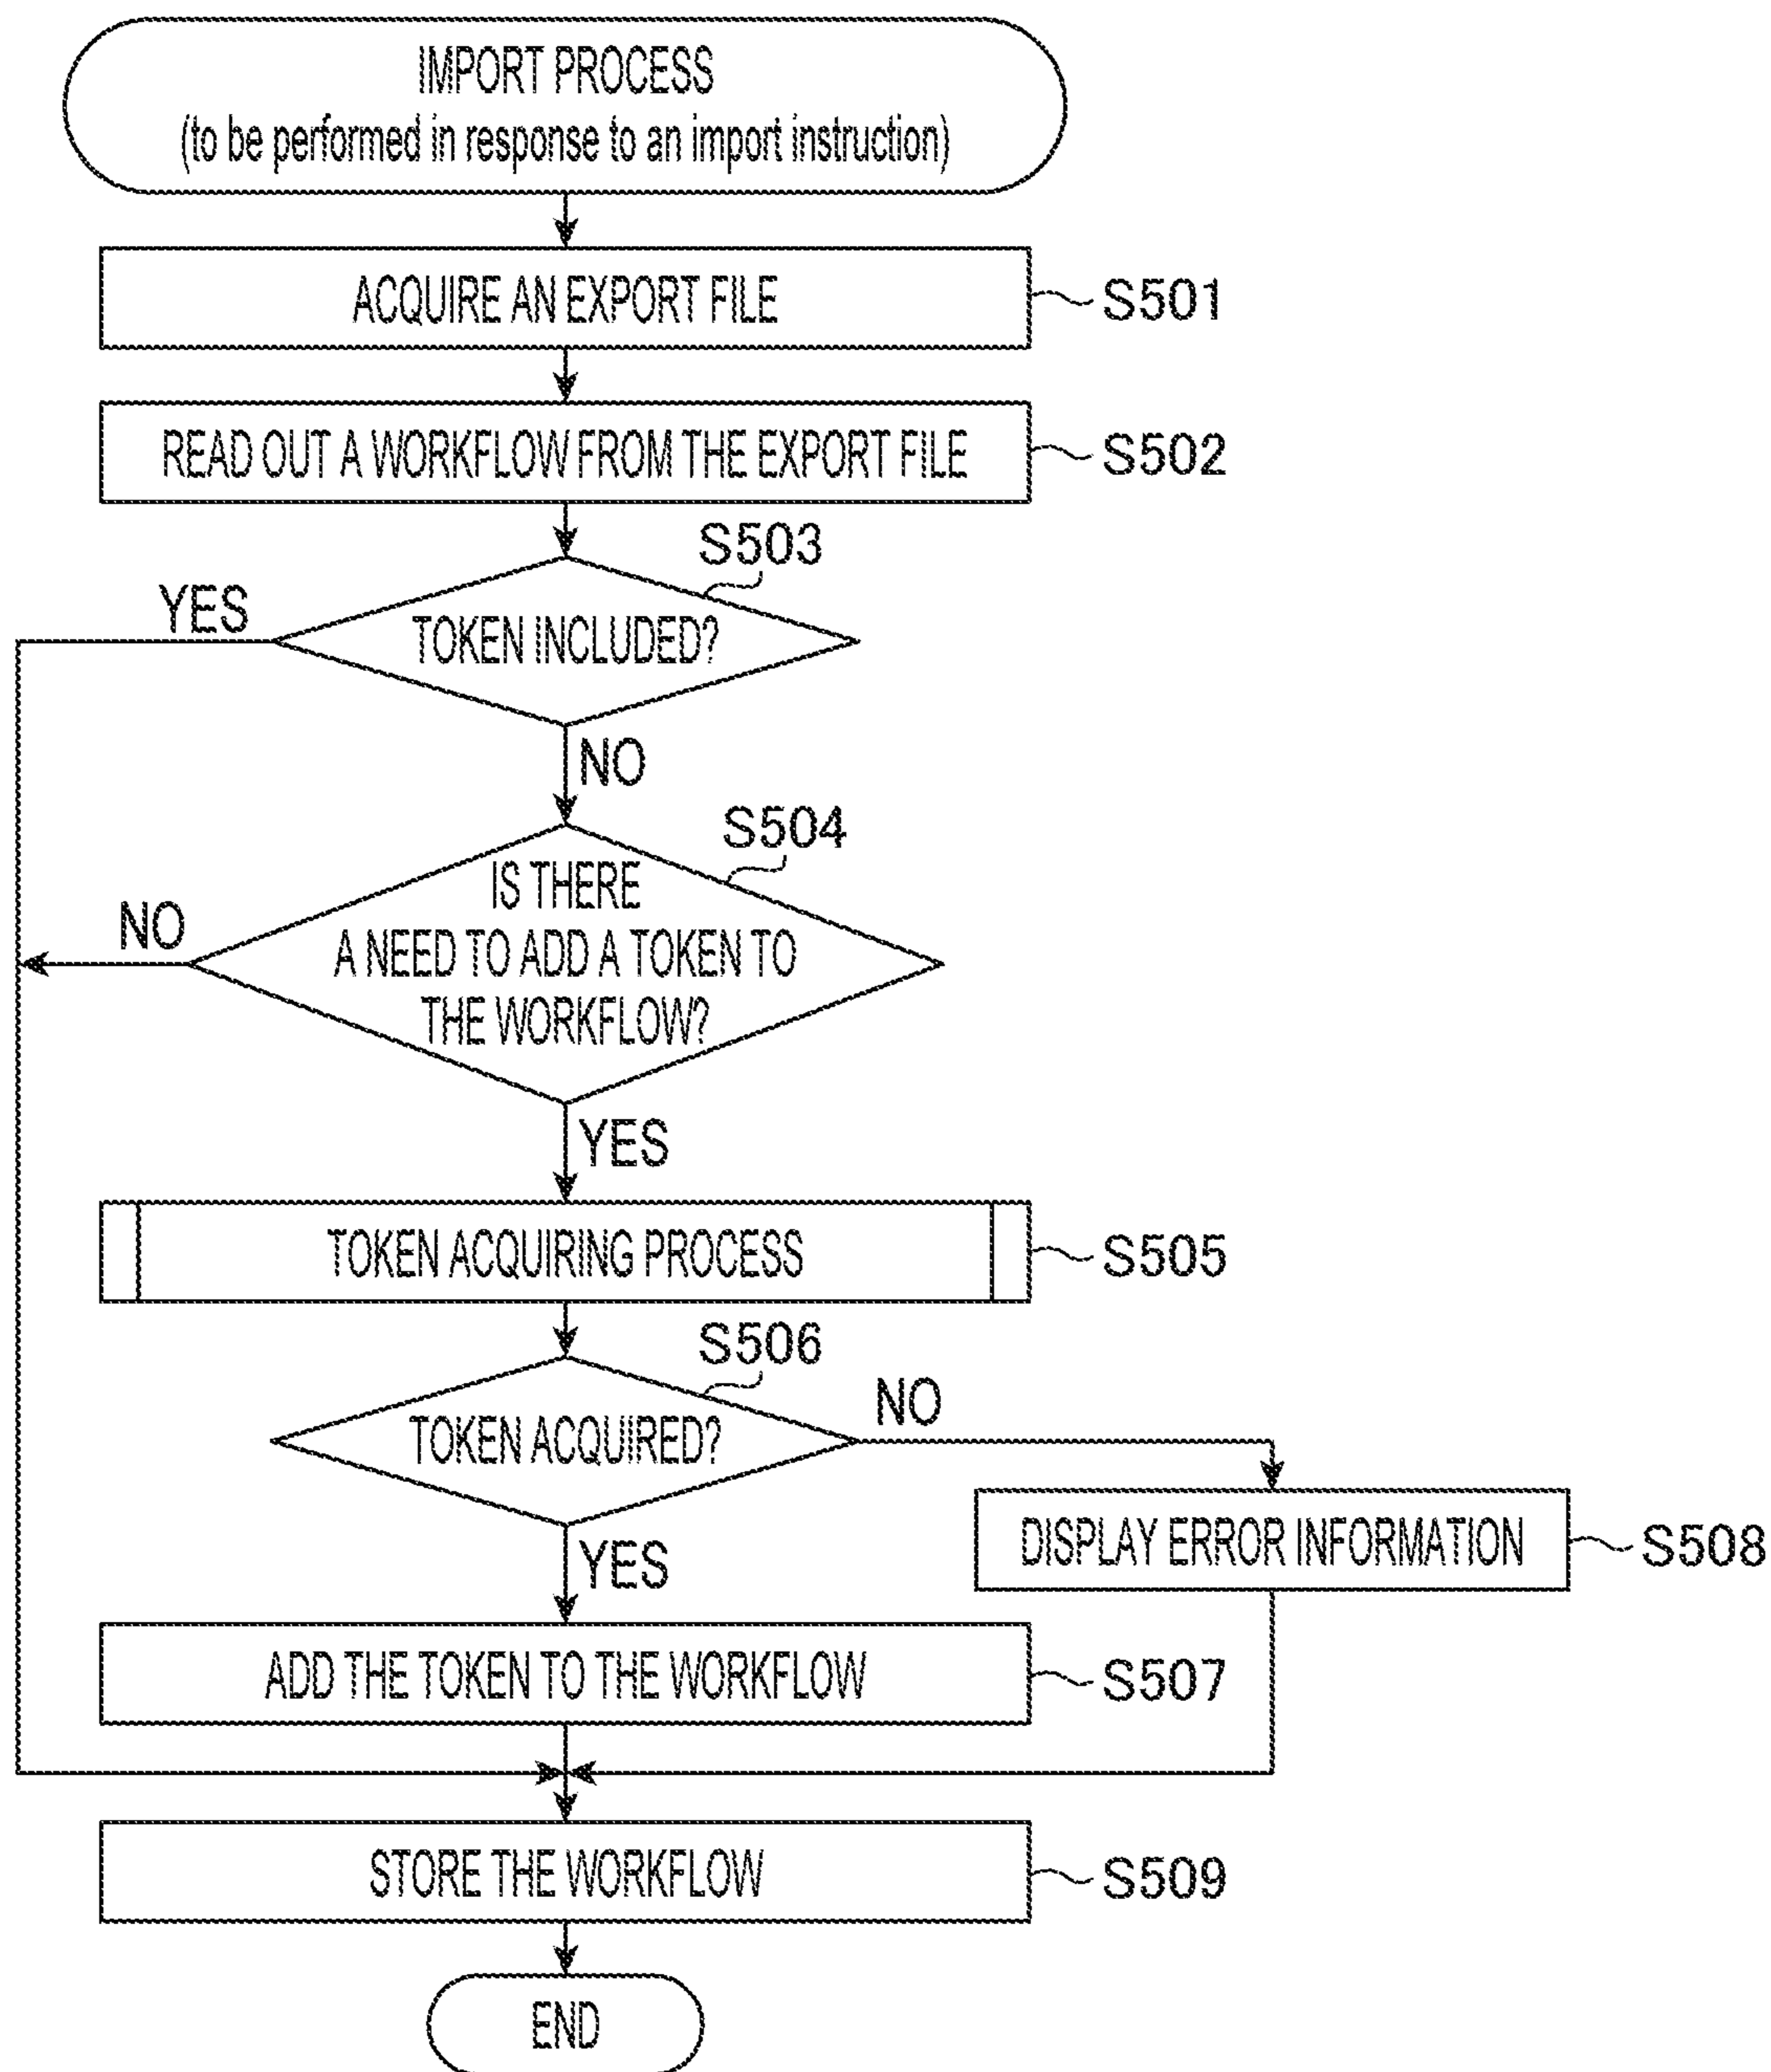 IMPORT PROCESS
(to be performed in response to an import instruction)
ACQUIRE AN EXPORT FILE
S501
READ OUT A WORKFLOW FROM THE EXPORT FILE
S502
S503
YES
TOKEN INCLUDED?
NO
S504
IS THERE
NO
A NEED TO ADD A TOKEN TO
THE WORKFLOW?
YES
TOKEN ACQUIRING PROCESS
S505
S506
NO
TOKEN ACQUIRED?
DISPLAY ERROR INFORMATION
S508
YES
ADD THE TOKEN TO THE WORKFLOW
S507
STORE THE WORKFLOW
S509
END